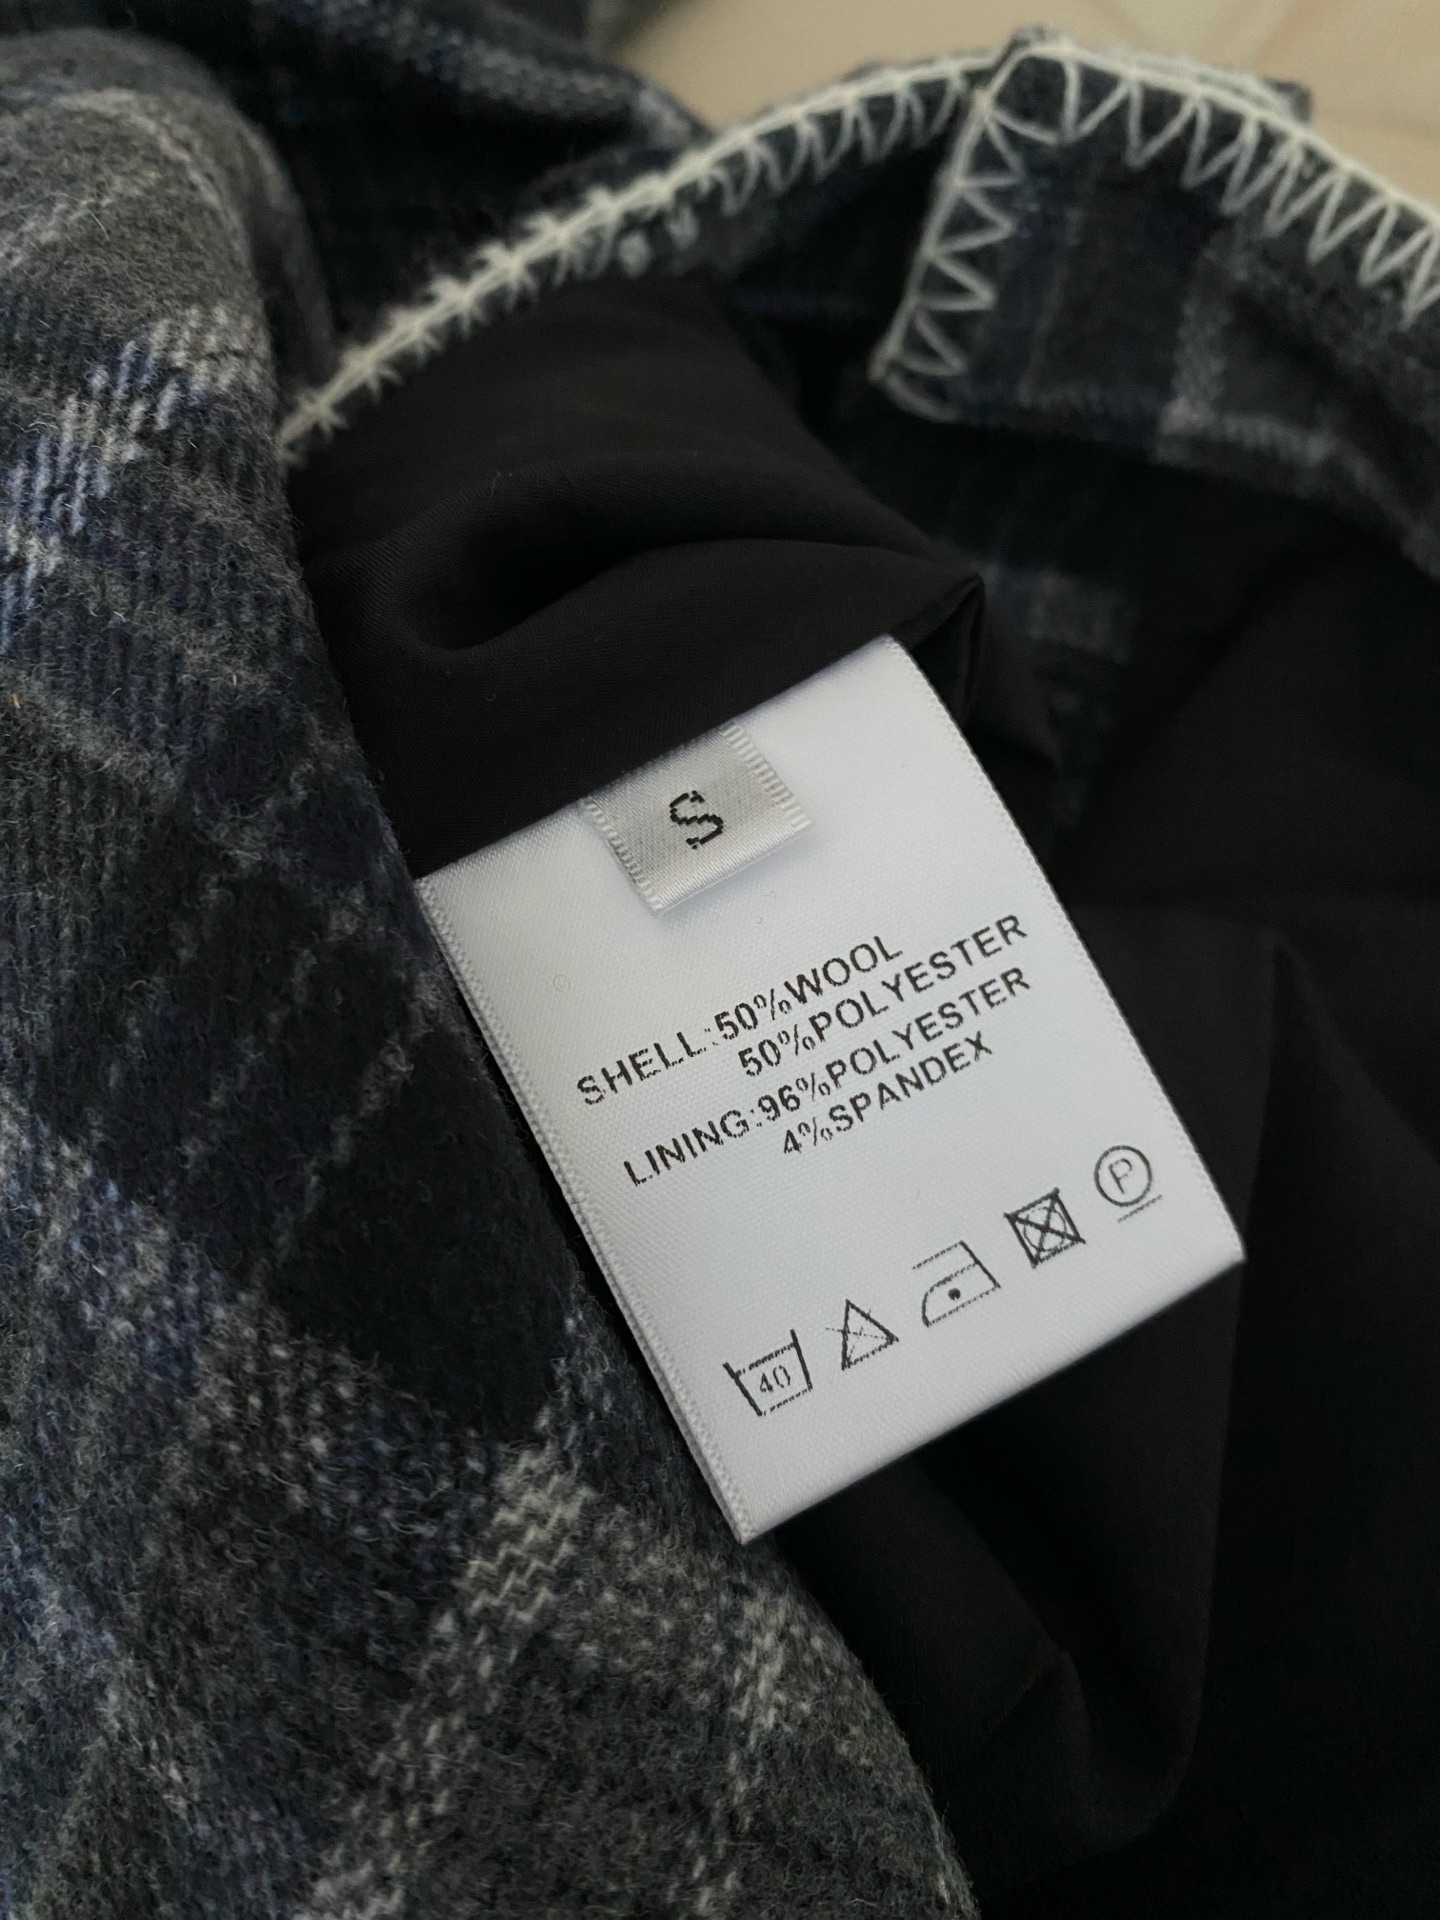 S
SHELL:50%WOOL
50%POLYESTER
LINING:96%POLYESTER
4%SPANDEX
40
P